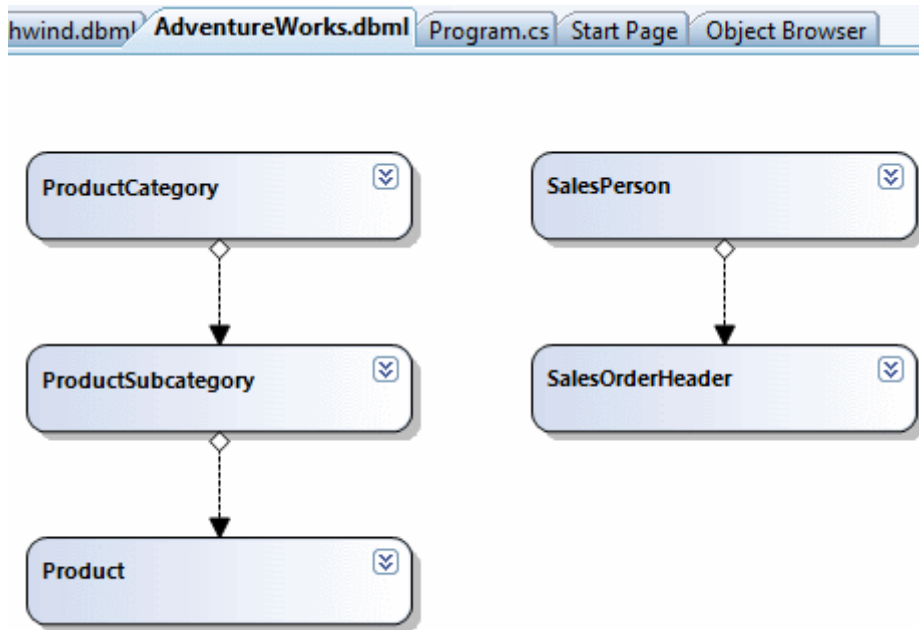 hwind.dbml AdventureWorks.dbml Program.cs Start Page Object Browser
ProductCategory
SalesPerson
ProductSubcategory
SalesOrderHeader
Product